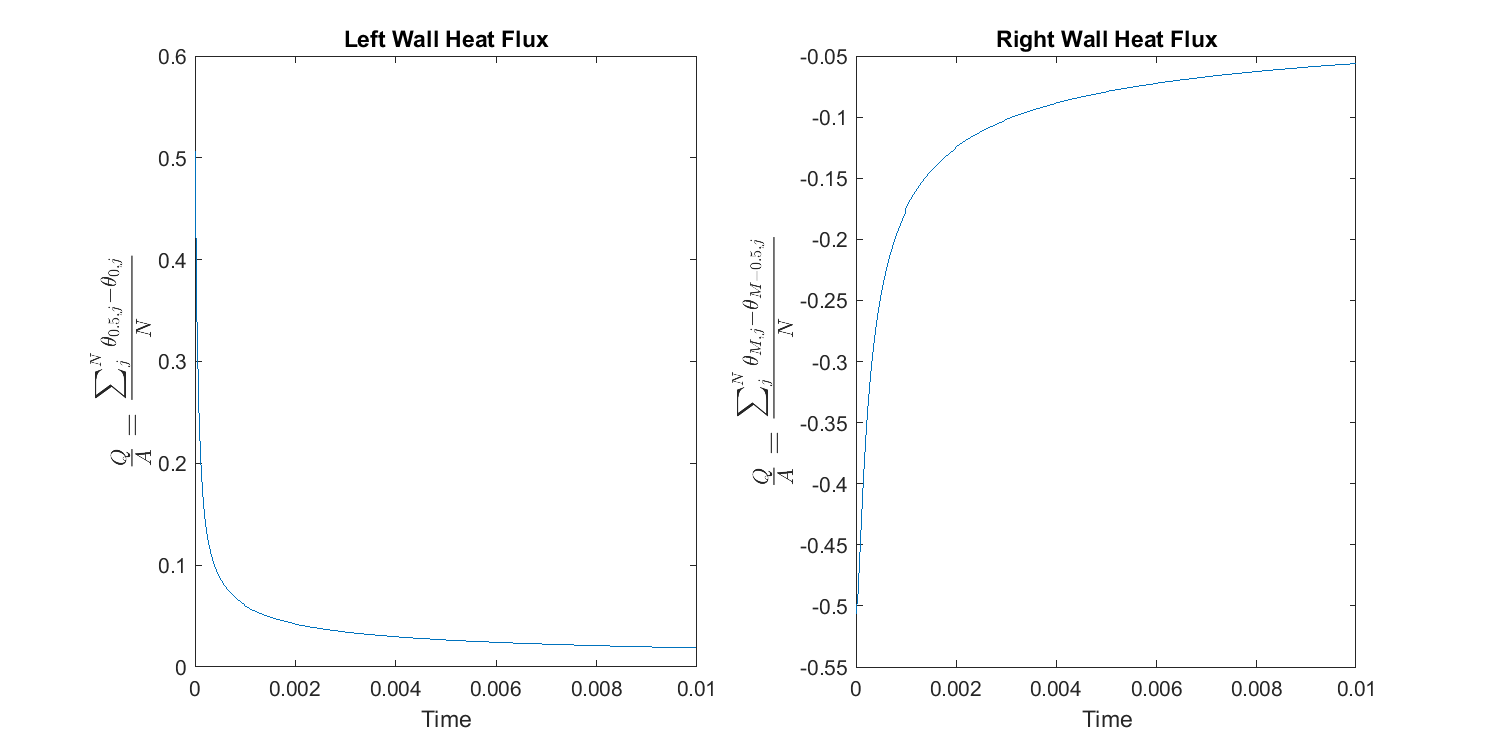 Left Wall Heat Flux
0.6
0.5
0.4
0.3
0.2
0.1
0
0 0.002 0.004 0.006 0.008 0.01
Time
Q/A = ∑_j^N θ_{0.5,j}−θ_{0,j} / N
Right Wall Heat Flux
-0.05
-0.1
-0.15
-0.2
-0.25
-0.3
-0.35
-0.4
-0.45
-0.5
-0.55
0 0.002 0.004 0.006 0.008 0.01
Time
Q/A = ∑_j^N θ_{M,j}−θ_{M−0.5,j} / N